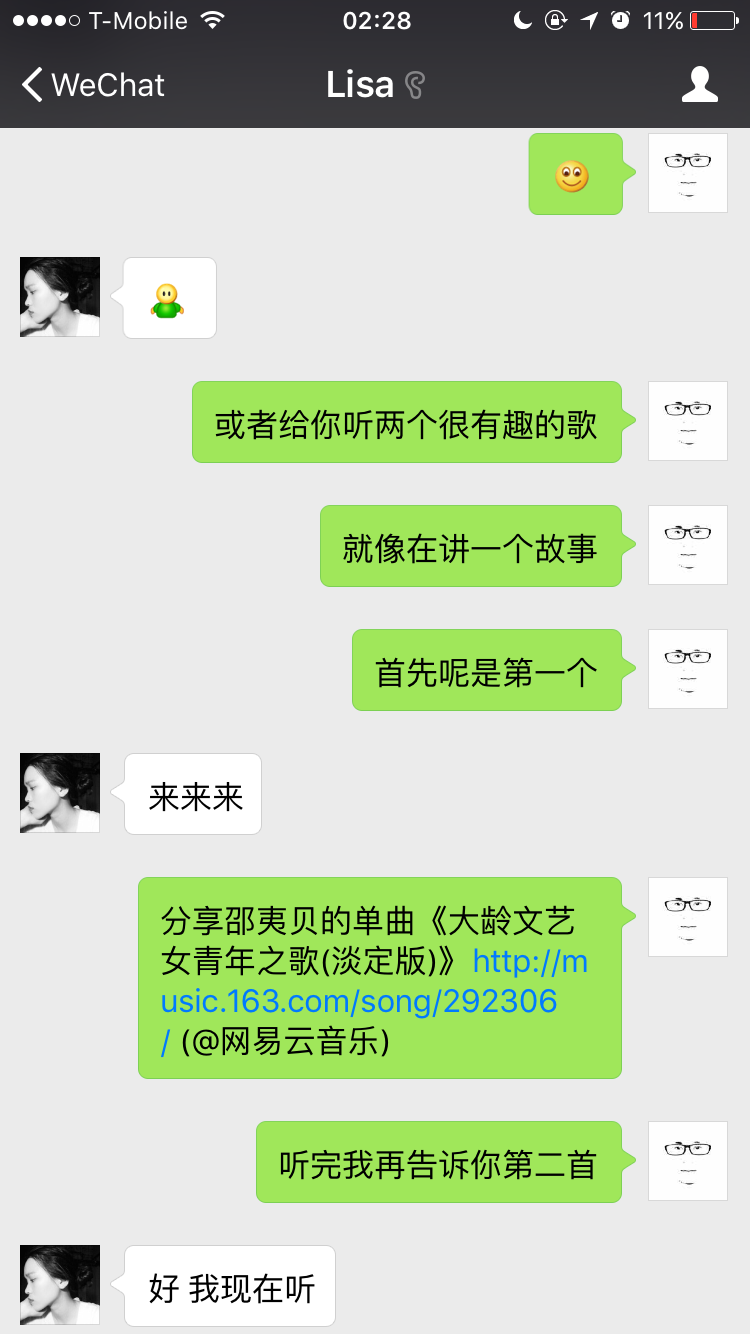 T-Mobile 02:28 11%
WeChat Lisa
或者给你听两个很有趣的歌
就像在讲一个故事
首先呢是第一个
来来来
分享邵夷贝的单曲《大龄文艺
女青年之歌(淡定版)》http://m
usic.163.com/song/292306
/ (@网易云音乐)
听完我再告诉你第二首
好 我现在听